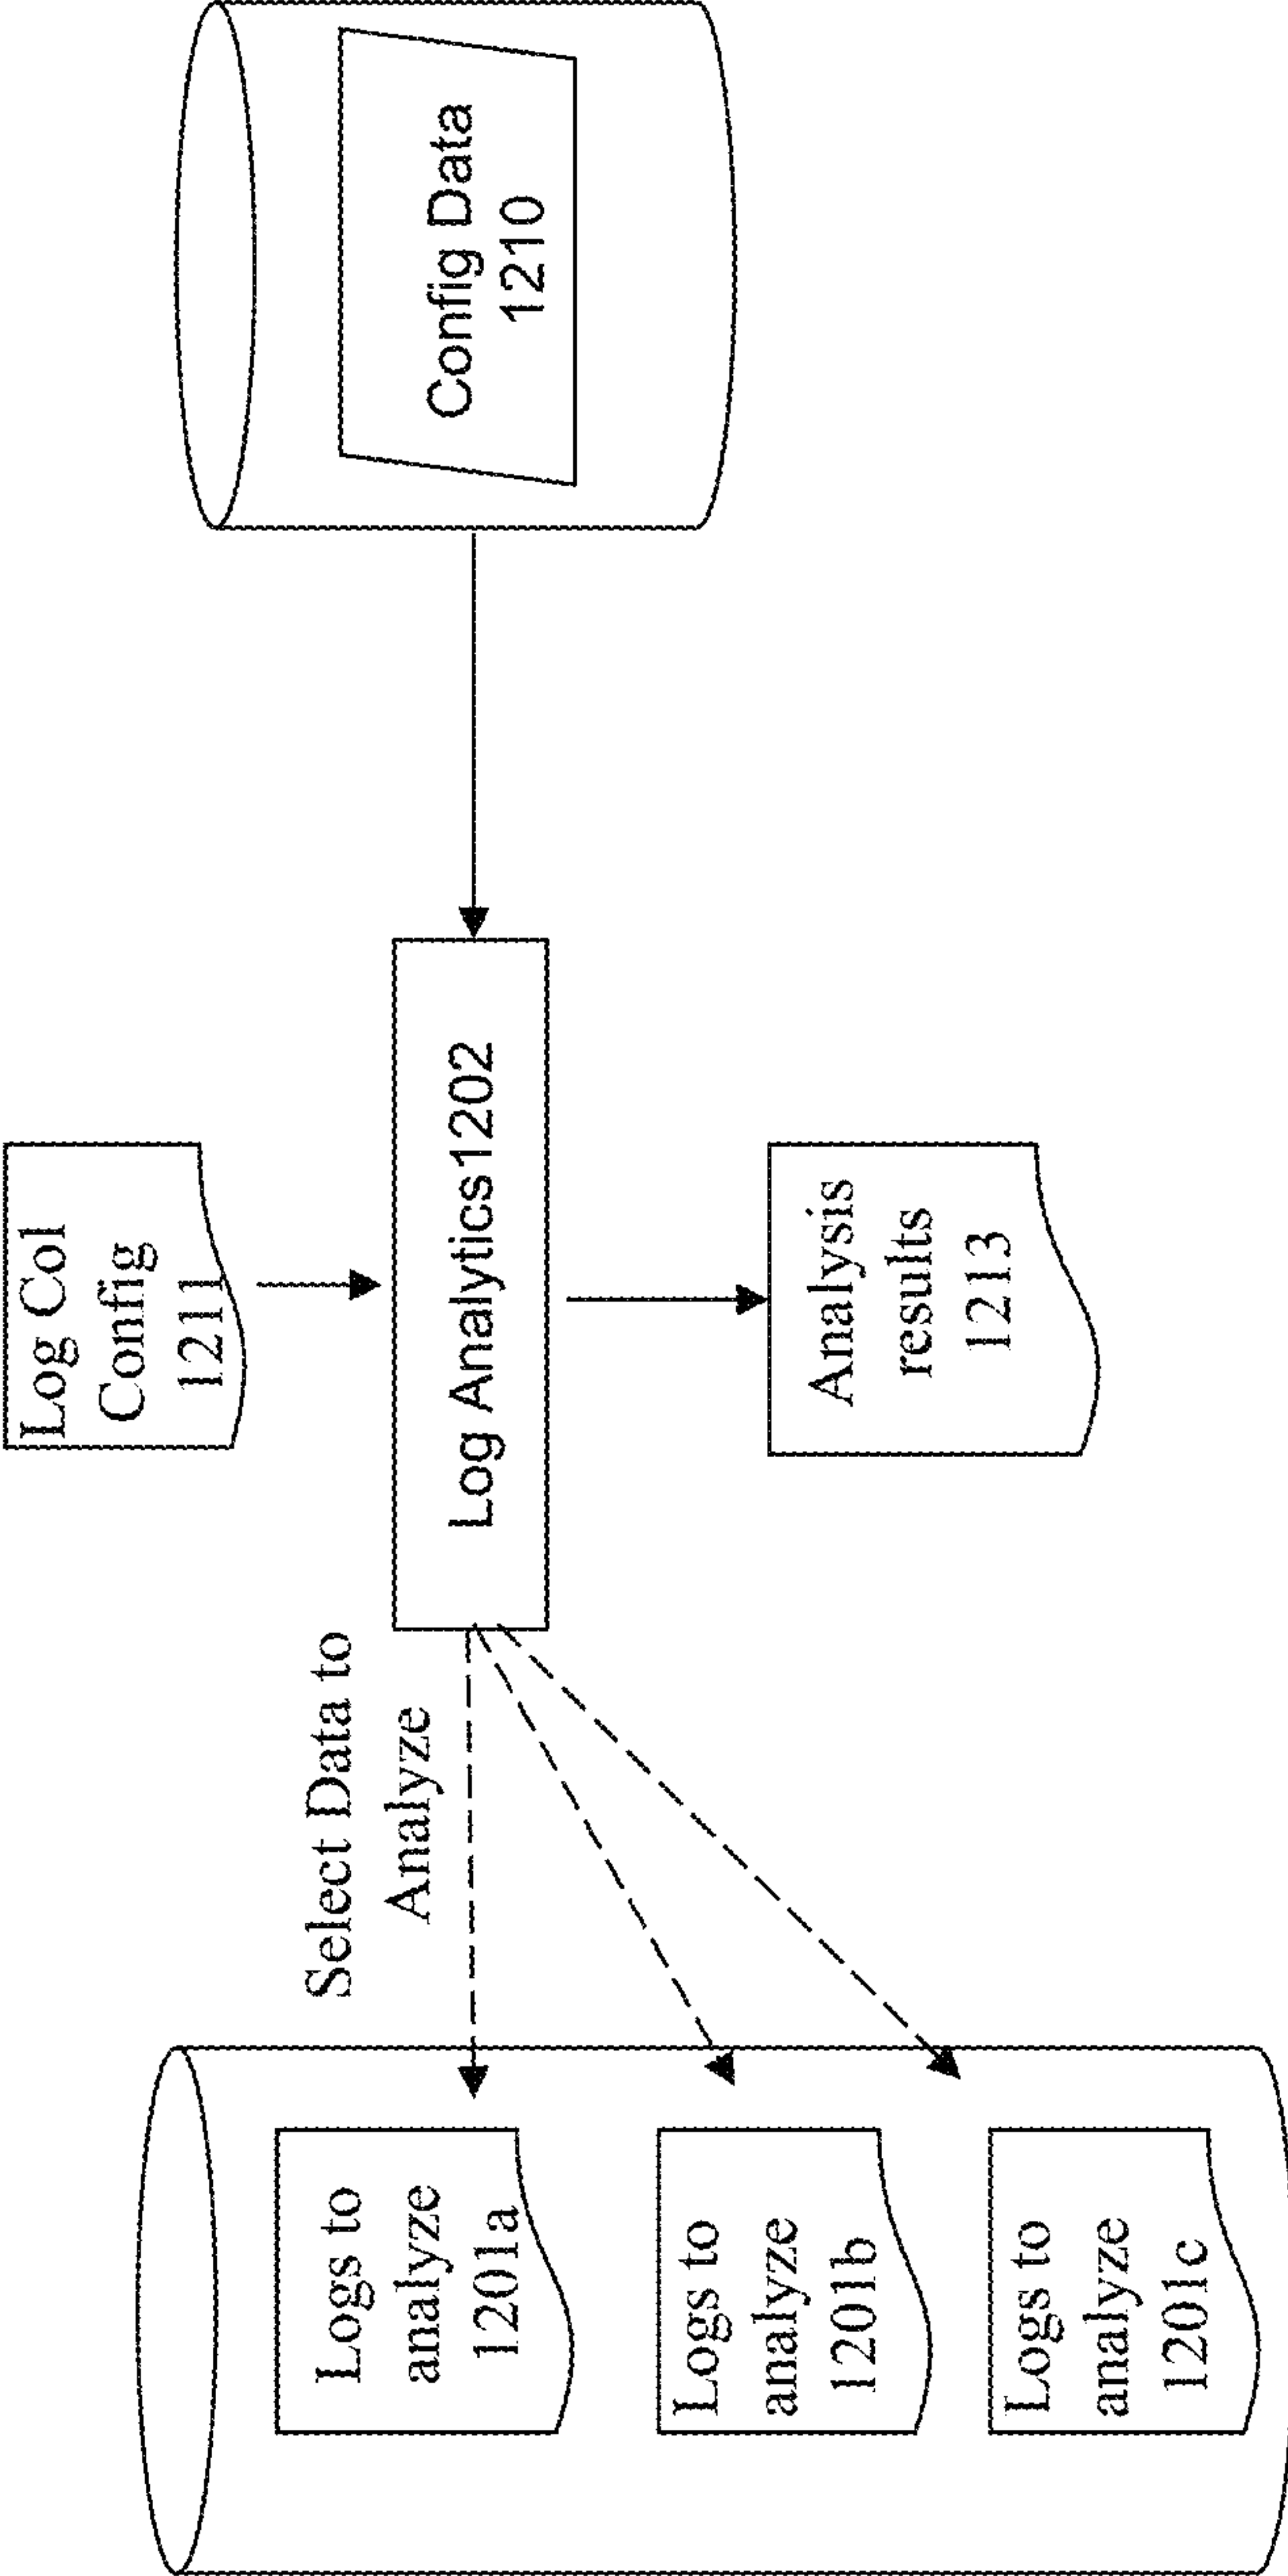 Logs to
analyze
1201a
Logs to
analyze
1201b
Logs to
analyze
1201c
Select Data to
Analyze
Log Col
Config
1211
Log Analytics1202
Analysis
results
1213
Config Data
1210